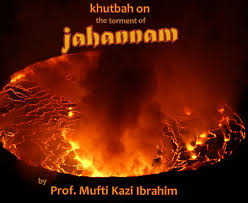 khutbah on
the torment of
jahannam
by Prof. Mufti Kazi Ibrahim